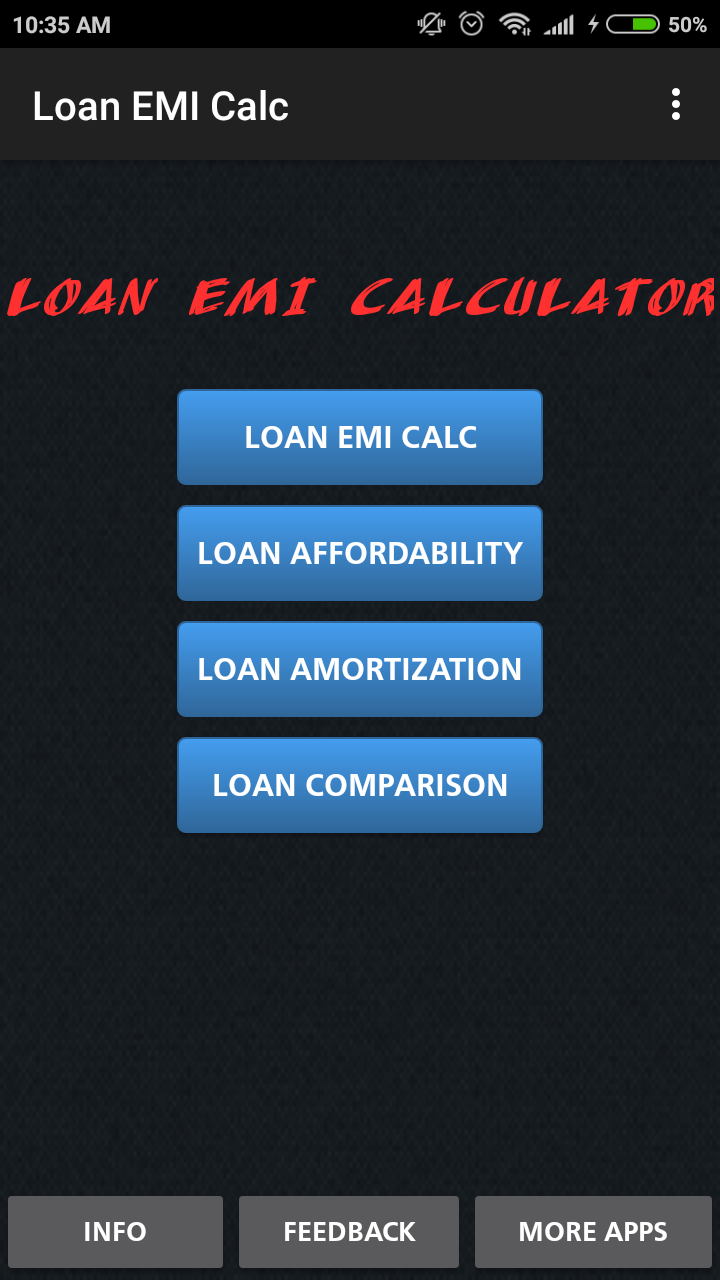 10:35 AM 50%
Loan EMI Calc
LOAN EMI CALCULATOR
LOAN EMI CALC
LOAN AFFORDABILITY
LOAN AMORTIZATION
LOAN COMPARISON
INFO FEEDBACK MORE APPS